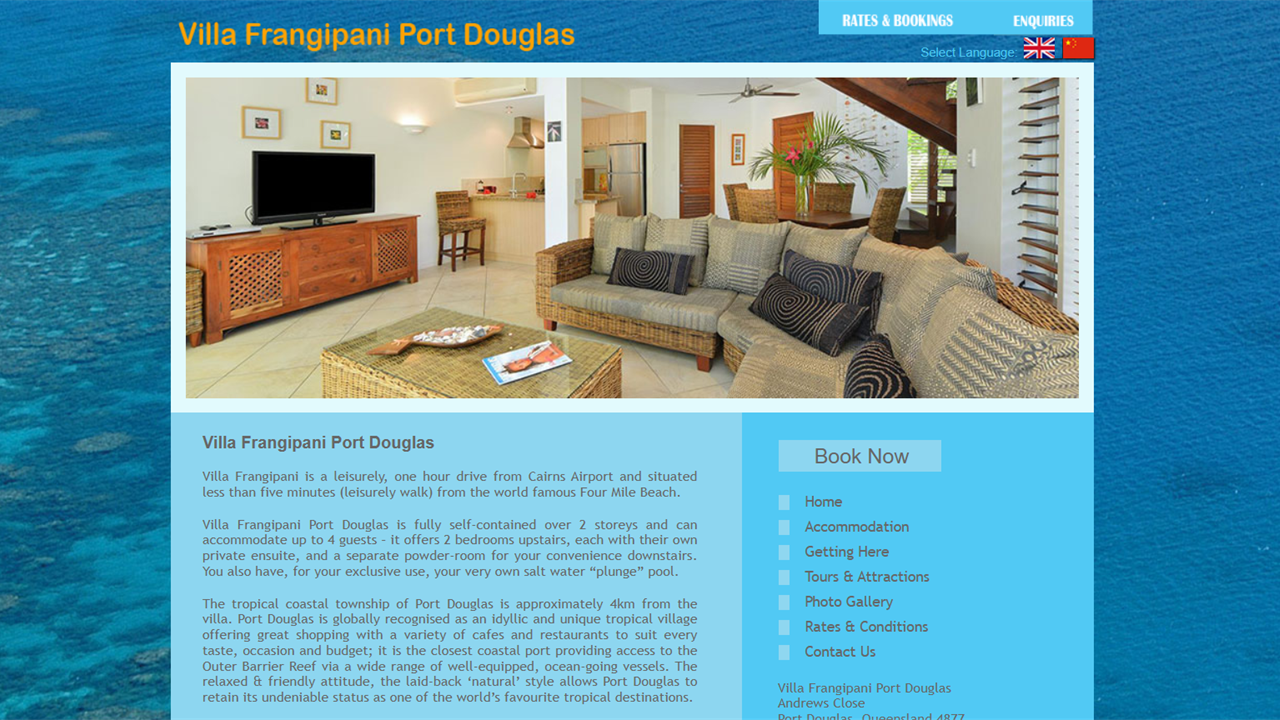 Villa Frangipani Port Douglas
RATES & BOOKINGS
ENQUIRIES
Select Language:
Villa Frangipani Port Douglas
Villa Frangipani is a leisurely, one hour drive from Cairns Airport and situated
less than five minutes (leisurely walk) from the world famous Four Mile Beach.
Villa Frangipani Port Douglas is fully self-contained over 2 storeys and can
accommodate up to 4 guests - it offers 2 bedrooms upstairs, each with their own
private ensuite, and a separate powder-room for your convenience downstairs.
You also have, for your exclusive use, your very own salt water “plunge” pool.
The tropical coastal township of Port Douglas is approximately 4km from the
villa. Port Douglas is globally recognised as an idyllic and unique tropical village
offering great shopping with a variety of cafes and restaurants to suit every
taste, occasion and budget; it is the closest coastal port providing access to the
Outer Barrier Reef via a wide range of well-equipped, ocean-going vessels. The
relaxed & friendly attitude, the laid-back ‘natural’ style allows Port Douglas to
retain its undeniable status as one of the world’s favourite tropical destinations.
Book Now
Home
Accommodation
Getting Here
Tours & Attractions
Photo Gallery
Rates & Conditions
Contact Us
Villa Frangipani Port Douglas
Andrews Close
Port Douglas, Queensland 4877